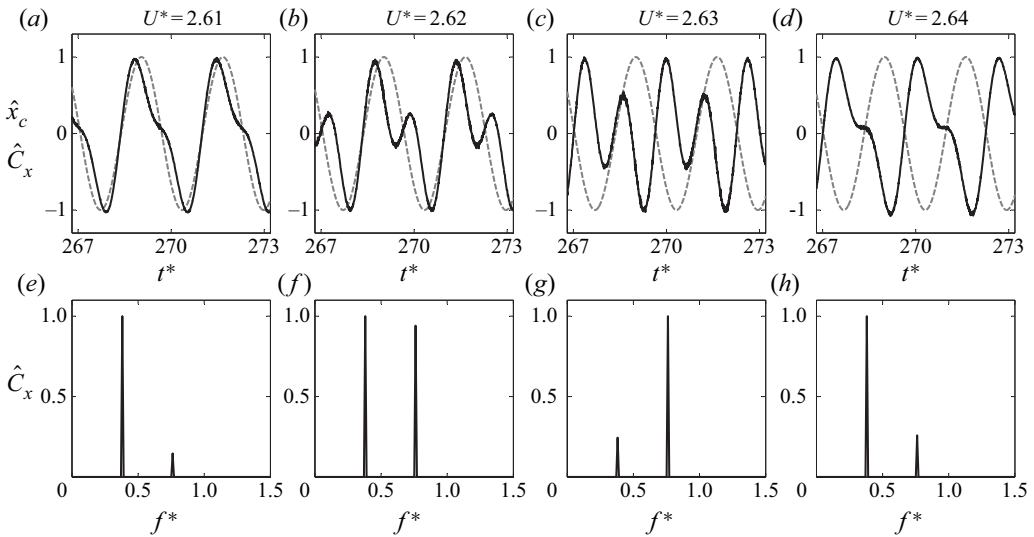 (a) U* = 2.61 (b) U* = 2.62 (c) U* = 2.63 (d) U* = 2.64
1 1 1 1
x̂c
0 0 0 0
Ĉx
−1 −1 −1 -1
267 270 273 267 270 273 267 270 273 267 270 273
t* t* t* t*
(e) (f) (g) (h)
1.0 1.0 1.0 1.0
Ĉx
0.5 0.5 0.5 0.5
0 0.5 1.0 1.5 0 0.5 1.0 1.5 0 0.5 1.0 1.5 0 0.5 1.0 1.5
f* f* f* f*